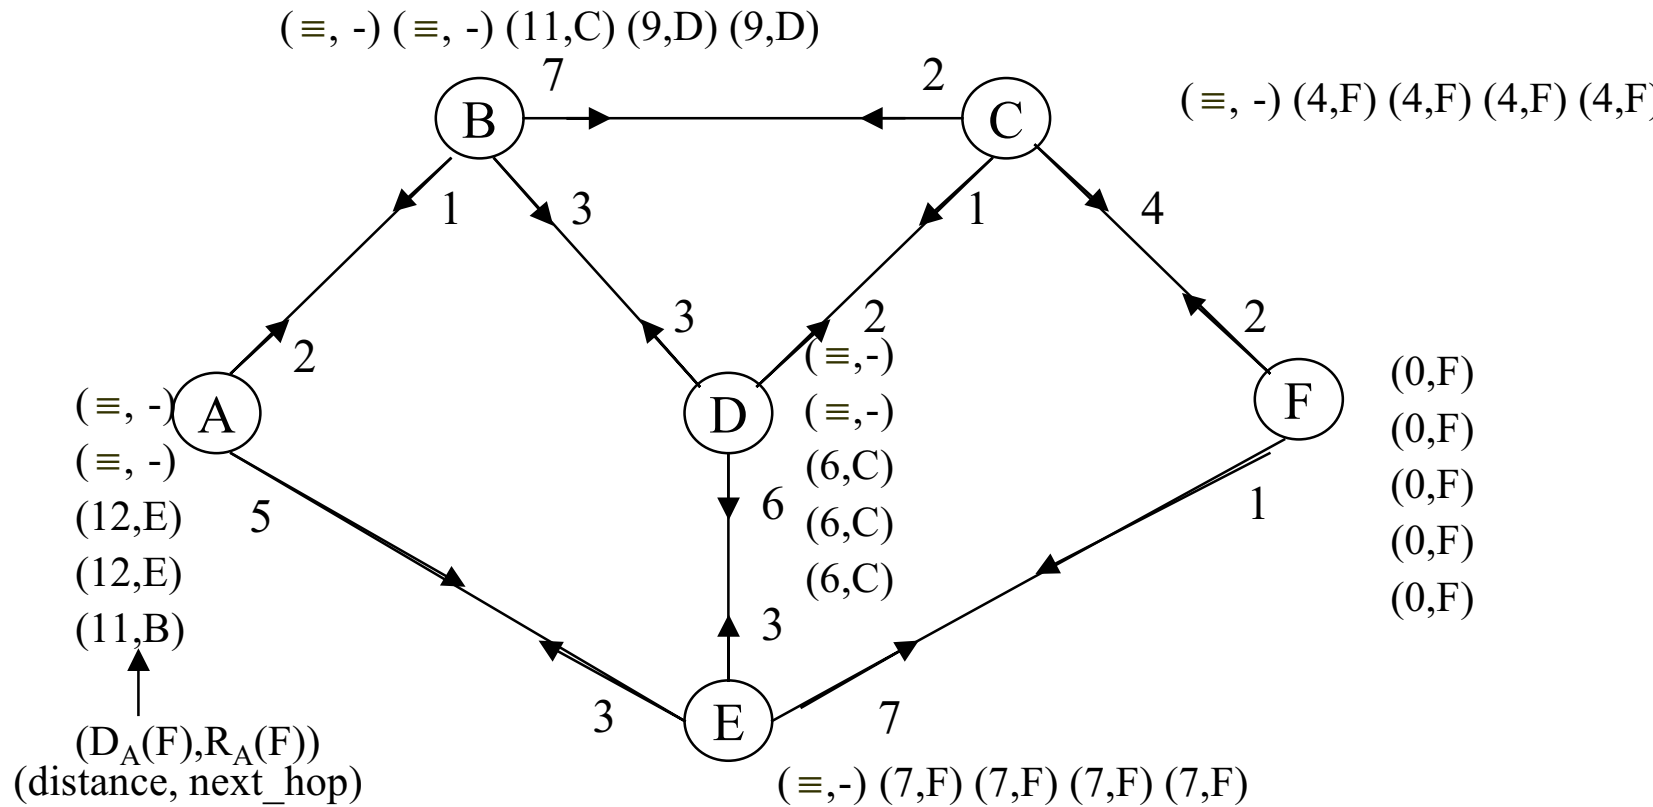 (≡, -) (≡, -) (11,C) (9,D) (9,D)
7
2
B
C
(≡, -) (4,F) (4,F) (4,F) (4,F)
1
3
1
4
3
2
2
2
(≡,-)
(≡,-)
(6,C)
(6,C)
(6,C)
A
D
F
(≡, -)
(≡, -)
(12,E)
(12,E)
(11,B)
(0,F)
(0,F)
(0,F)
(0,F)
(0,F)
5
6
1
3
3
E
7
(D_A(F),R_A(F))
(distance, next_hop)
(≡,-) (7,F) (7,F) (7,F) (7,F)